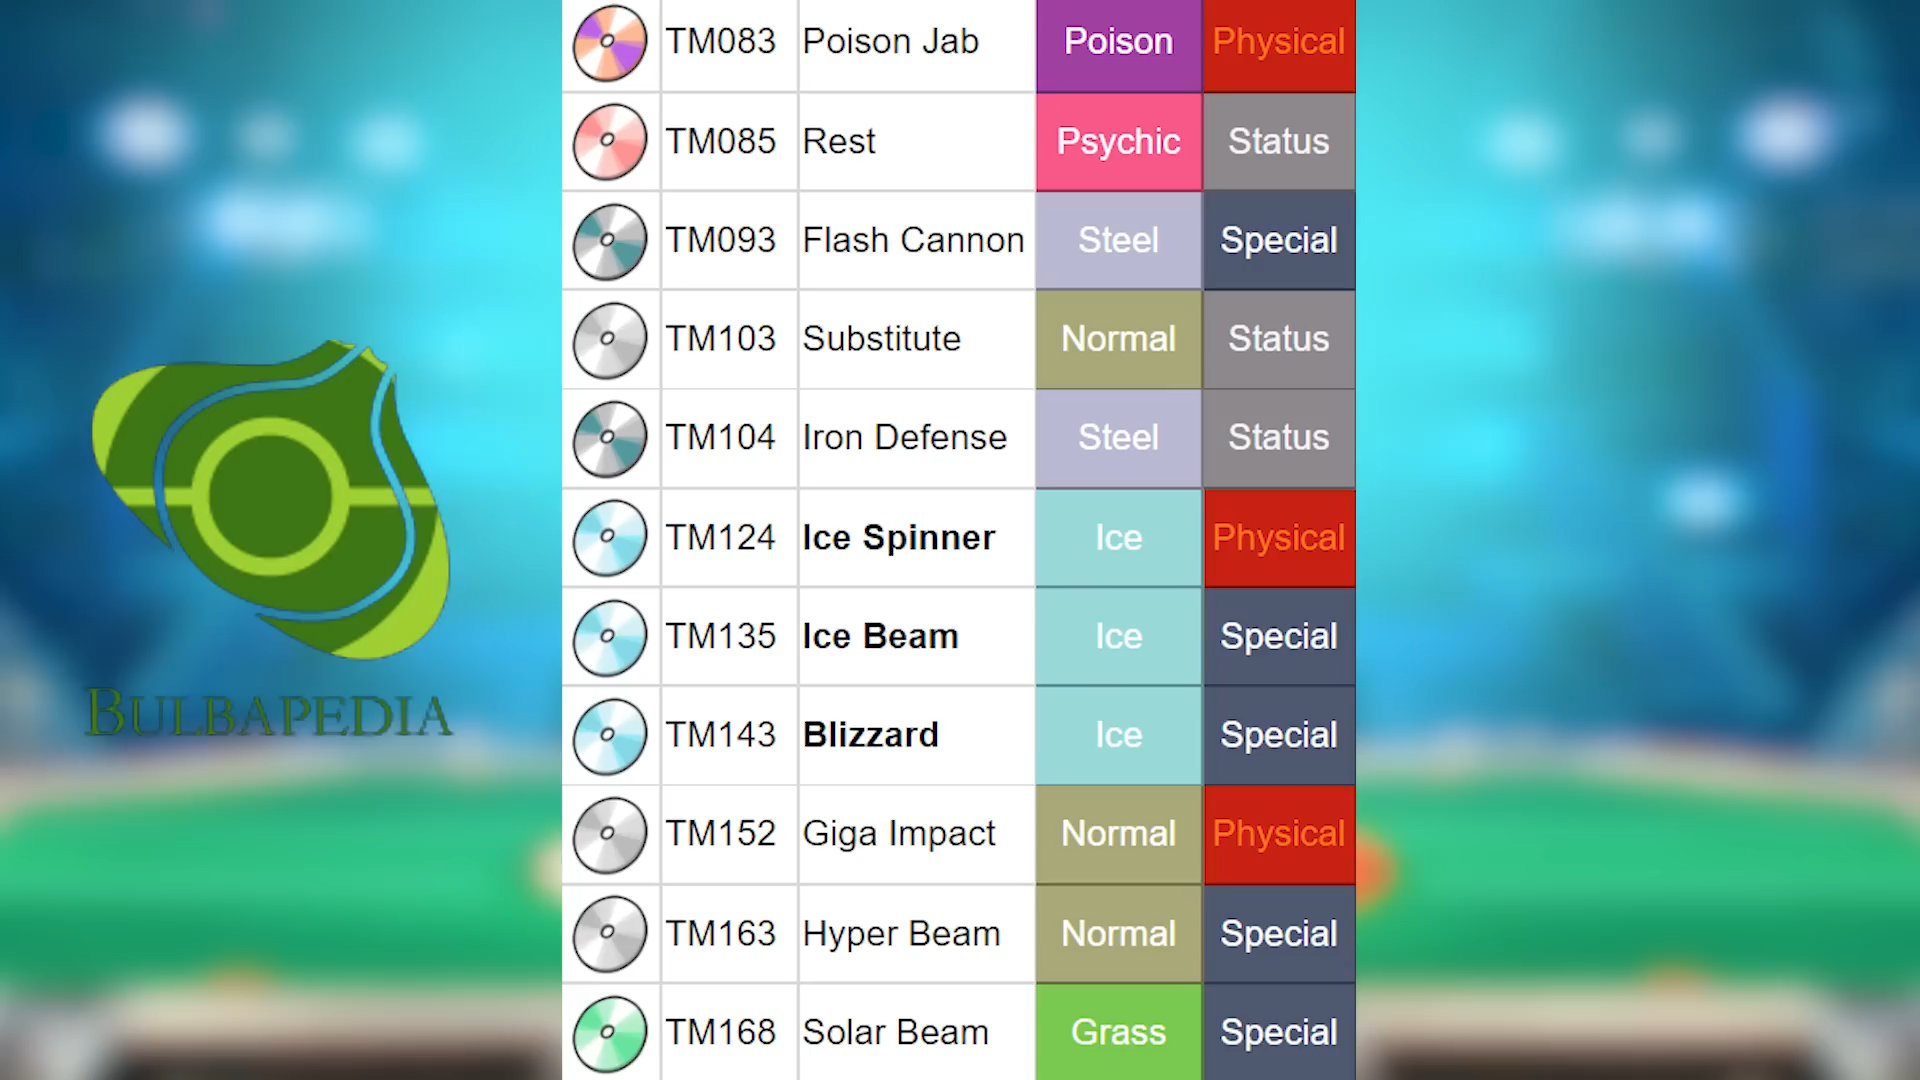 TM083 Poison Jab Poison Physical
TM085 Rest Psychic Status
TM093 Flash Cannon Steel Special
TM103 Substitute Normal Status
TM104 Iron Defense Steel Status
TM124 Ice Spinner Ice Physical
TM135 Ice Beam Ice Special
TM143 Blizzard Ice Special
TM152 Giga Impact Normal Physical
TM163 Hyper Beam Normal Special
TM168 Solar Beam Grass Special
BULBAPEDIA